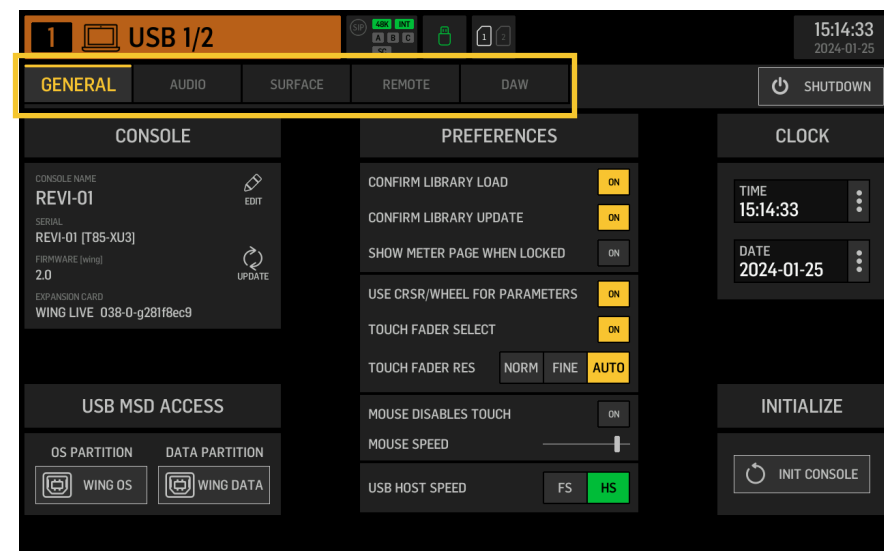 1 USB 1/2
SIP 48K INT
A B C
SC
1 2
15:14:33
2024-01-25
GENERAL AUDIO SURFACE REMOTE DAW
SHUTDOWN
CONSOLE
CONSOLE NAME
REVI-01
EDIT
SERIAL
REVI-01 [T85-XU3]
FIRMWARE [wing]
2.0
UPDATE
EXPANSION CARD
WING LIVE 038-0-g281f8ec9
USB MSD ACCESS
OS PARTITION DATA PARTITION
WING OS WING DATA
PREFERENCES
CONFIRM LIBRARY LOAD ON
CONFIRM LIBRARY UPDATE ON
SHOW METER PAGE WHEN LOCKED ON
USE CRSR/WHEEL FOR PARAMETERS ON
TOUCH FADER SELECT ON
TOUCH FADER RES NORM FINE AUTO
MOUSE DISABLES TOUCH ON
MOUSE SPEED
USB HOST SPEED FS HS
CLOCK
TIME
15:14:33
DATE
2024-01-25
INITIALIZE
INIT CONSOLE